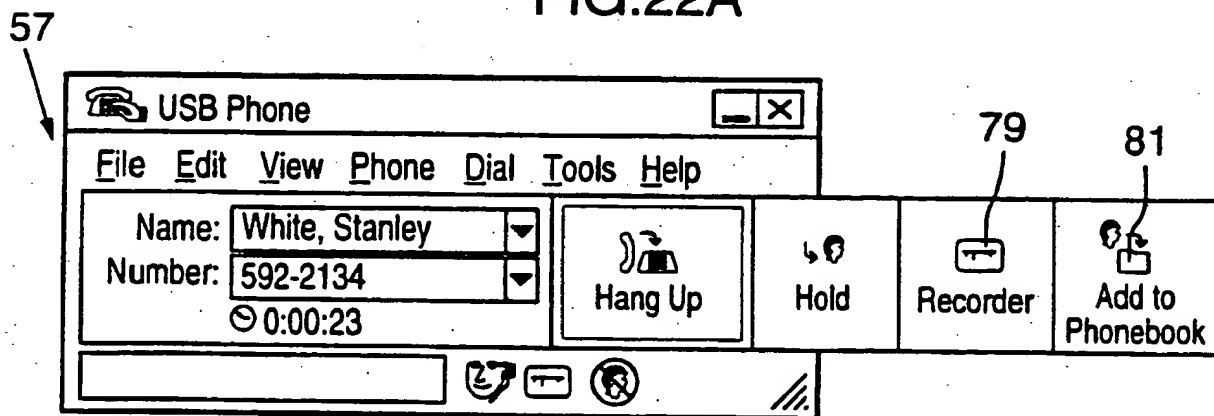 FIG.22A
57
USB Phone
79
81
File Edit View Phone Dial Tools Help
Name: White, Stanley
Number: 592-2134
0:00:23
Hang Up
Hold
Recorder
Add to
Phonebook